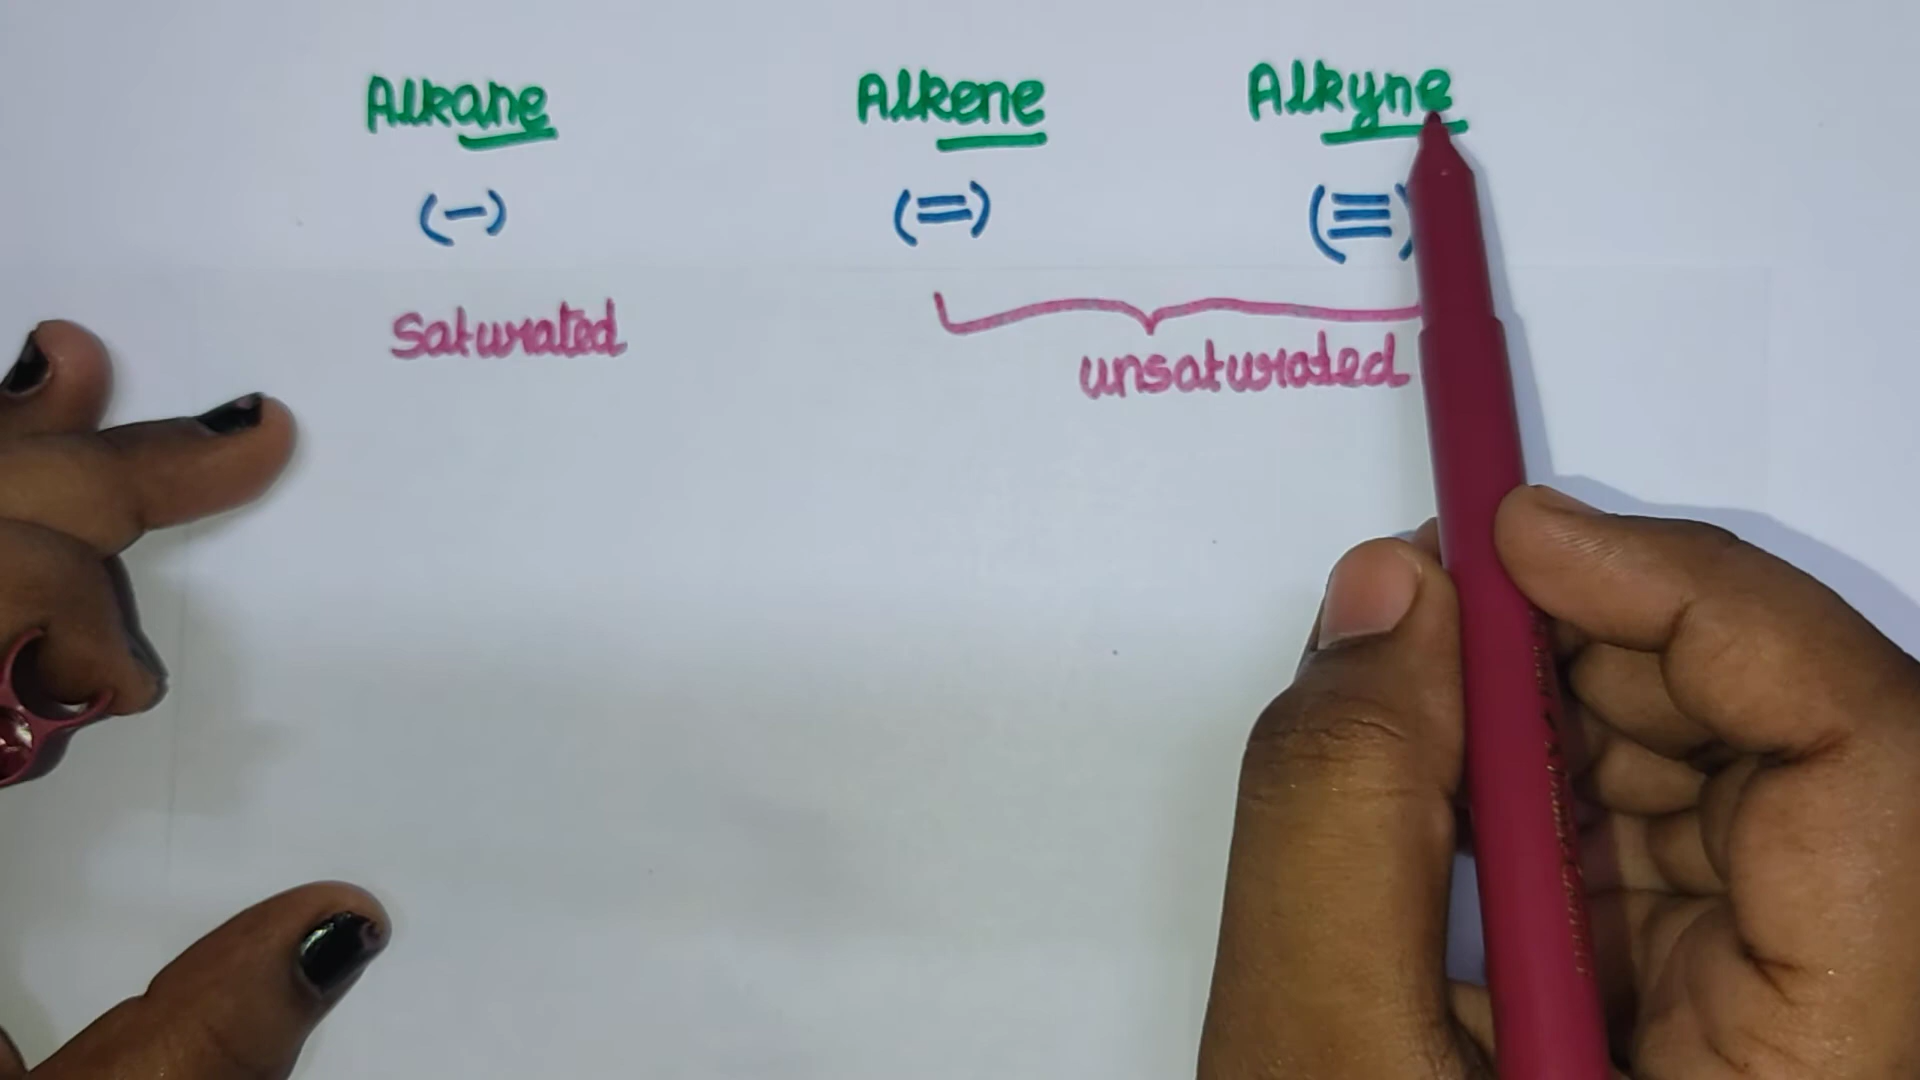 Alkane Alkene Alkyne
(-) (=) (≡)
saturated
unsaturated